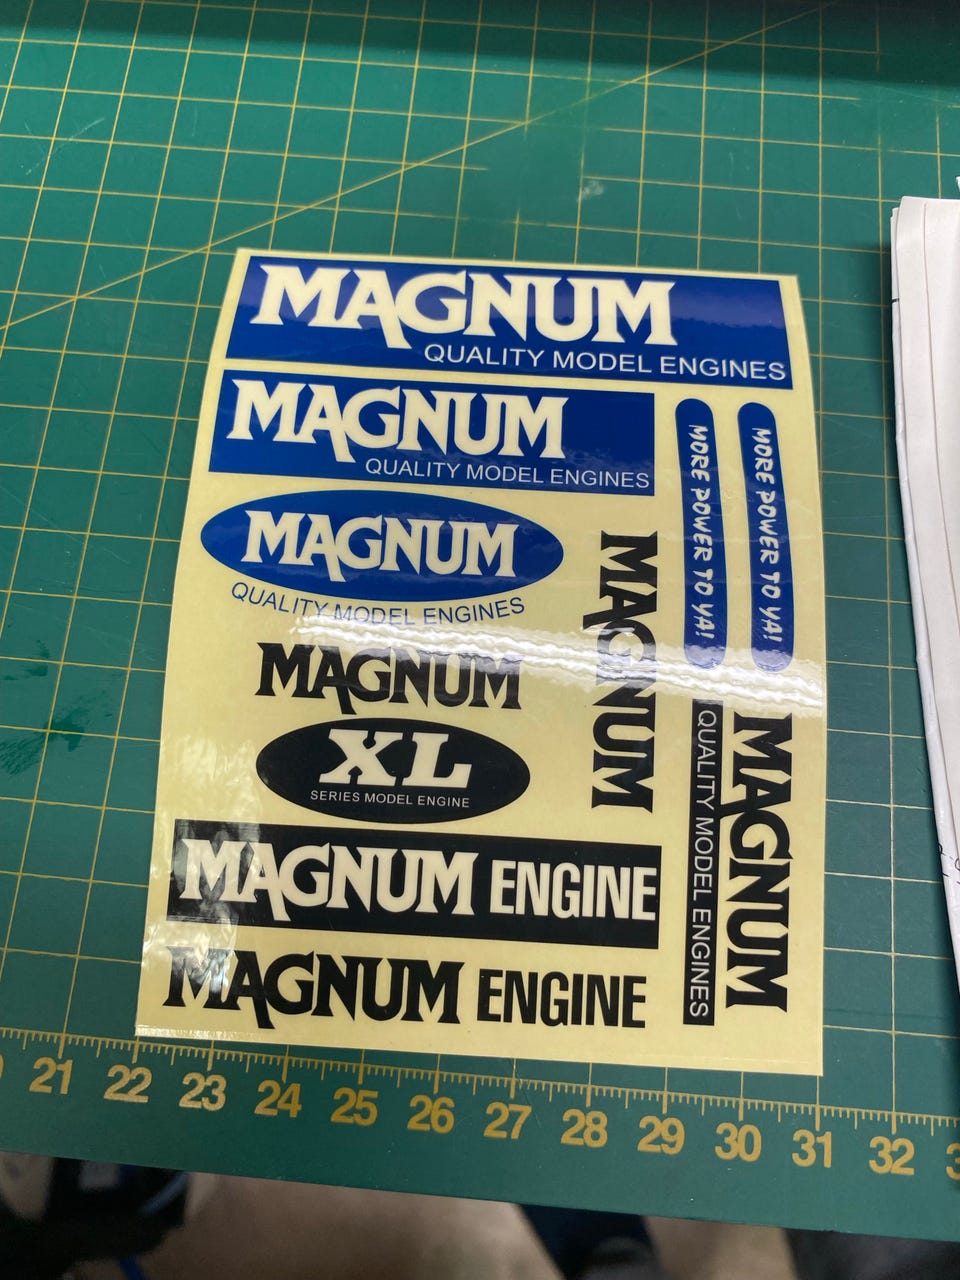 MAGNUM
QUALITY MODEL ENGINES
MAGNUM
QUALITY MODEL ENGINES
MORE POWER TO YA!
MORE POWER TO YA!
MAGNUM
QUALITY MODEL ENGINES
MAGNUM
MAGNUM
XL
SERIES MODEL ENGINE
MAGNUM
QUALITY MODEL ENGINES
MAGNUM ENGINE
MAGNUM ENGINE
21 22 23 24 25 26 27 28 29 30 31 32